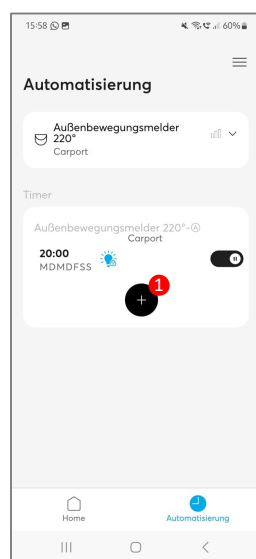 15:58 60%
Automatisierung
Außenbewegungsmelder
220°
Carport
Timer
Außenbewegungsmelder 220°-Ⓐ
Carport
20:00
MDMDFSS
1
+
Home Automatisierung